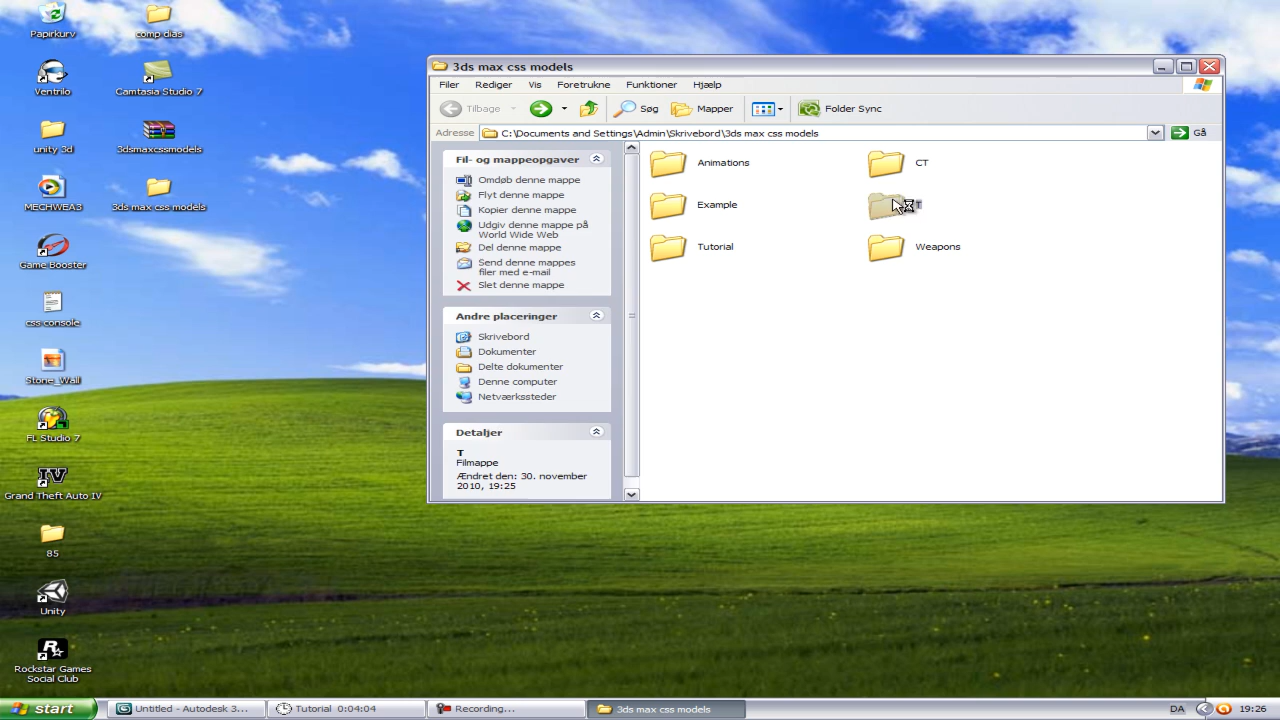 Papirkurv
comp dias
Ventrilo
Camtasia Studio 7
unity 3d
3dsmaxcssmodels
MECHWEA3
3ds max css models
Game Booster
css console
Stone_Wall
FL Studio 7
IV
Grand Theft Auto IV
85
Unity
R
Rockstar Games
Social Club
3ds max css models
Filer Rediger Vis Foretrukne Funktioner Hjælp
Tilbage Søg Mapper Folder Sync
Adresse C:\Documents and Settings\Admin\Skrivebord\3ds max css models Gå
Fil- og mappeopgaver
Omdøb denne mappe
Flyt denne mappe
Kopier denne mappe
Udgiv denne mappe på
World Wide Web
Del denne mappe
Send denne mappes
filer med e-mail
Slet denne mappe
Andre placeringer
Skrivebord
Dokumenter
Delte dokumenter
Denne computer
Netværkssteder
Detaljer
T
Filmappe
Ændret den: 30. november
2010, 19:25
Animations
CT
Example
T
Tutorial
Weapons
start
Untitled - Autodesk 3...
Tutorial 0:04:04
Recording...
3ds max css models
DA
19:26